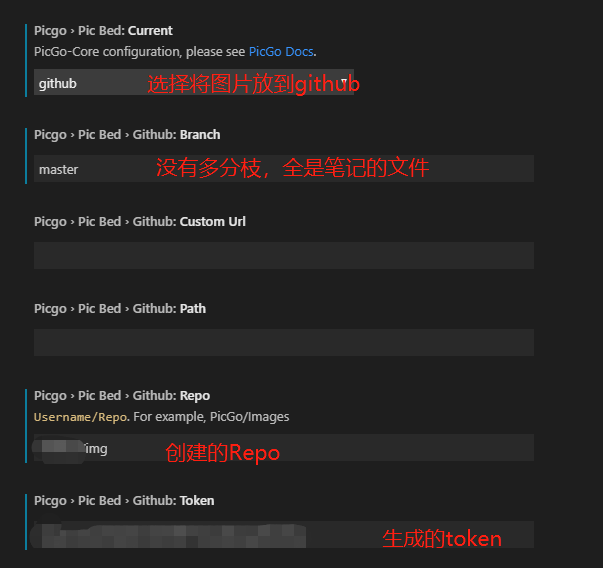 Picgo › Pic Bed: Current
PicGo-Core configuration, please see PicGo Docs.
github 选择将图片放到github
Picgo › Pic Bed › Github: Branch
master 没有多分枝，全是笔记的文件
Picgo › Pic Bed › Github: Custom Url
Picgo › Pic Bed › Github: Path
Picgo › Pic Bed › Github: Repo
Username/Repo. For example, PicGo/Images
/img 创建的Repo
Picgo › Pic Bed › Github: Token
生成的token